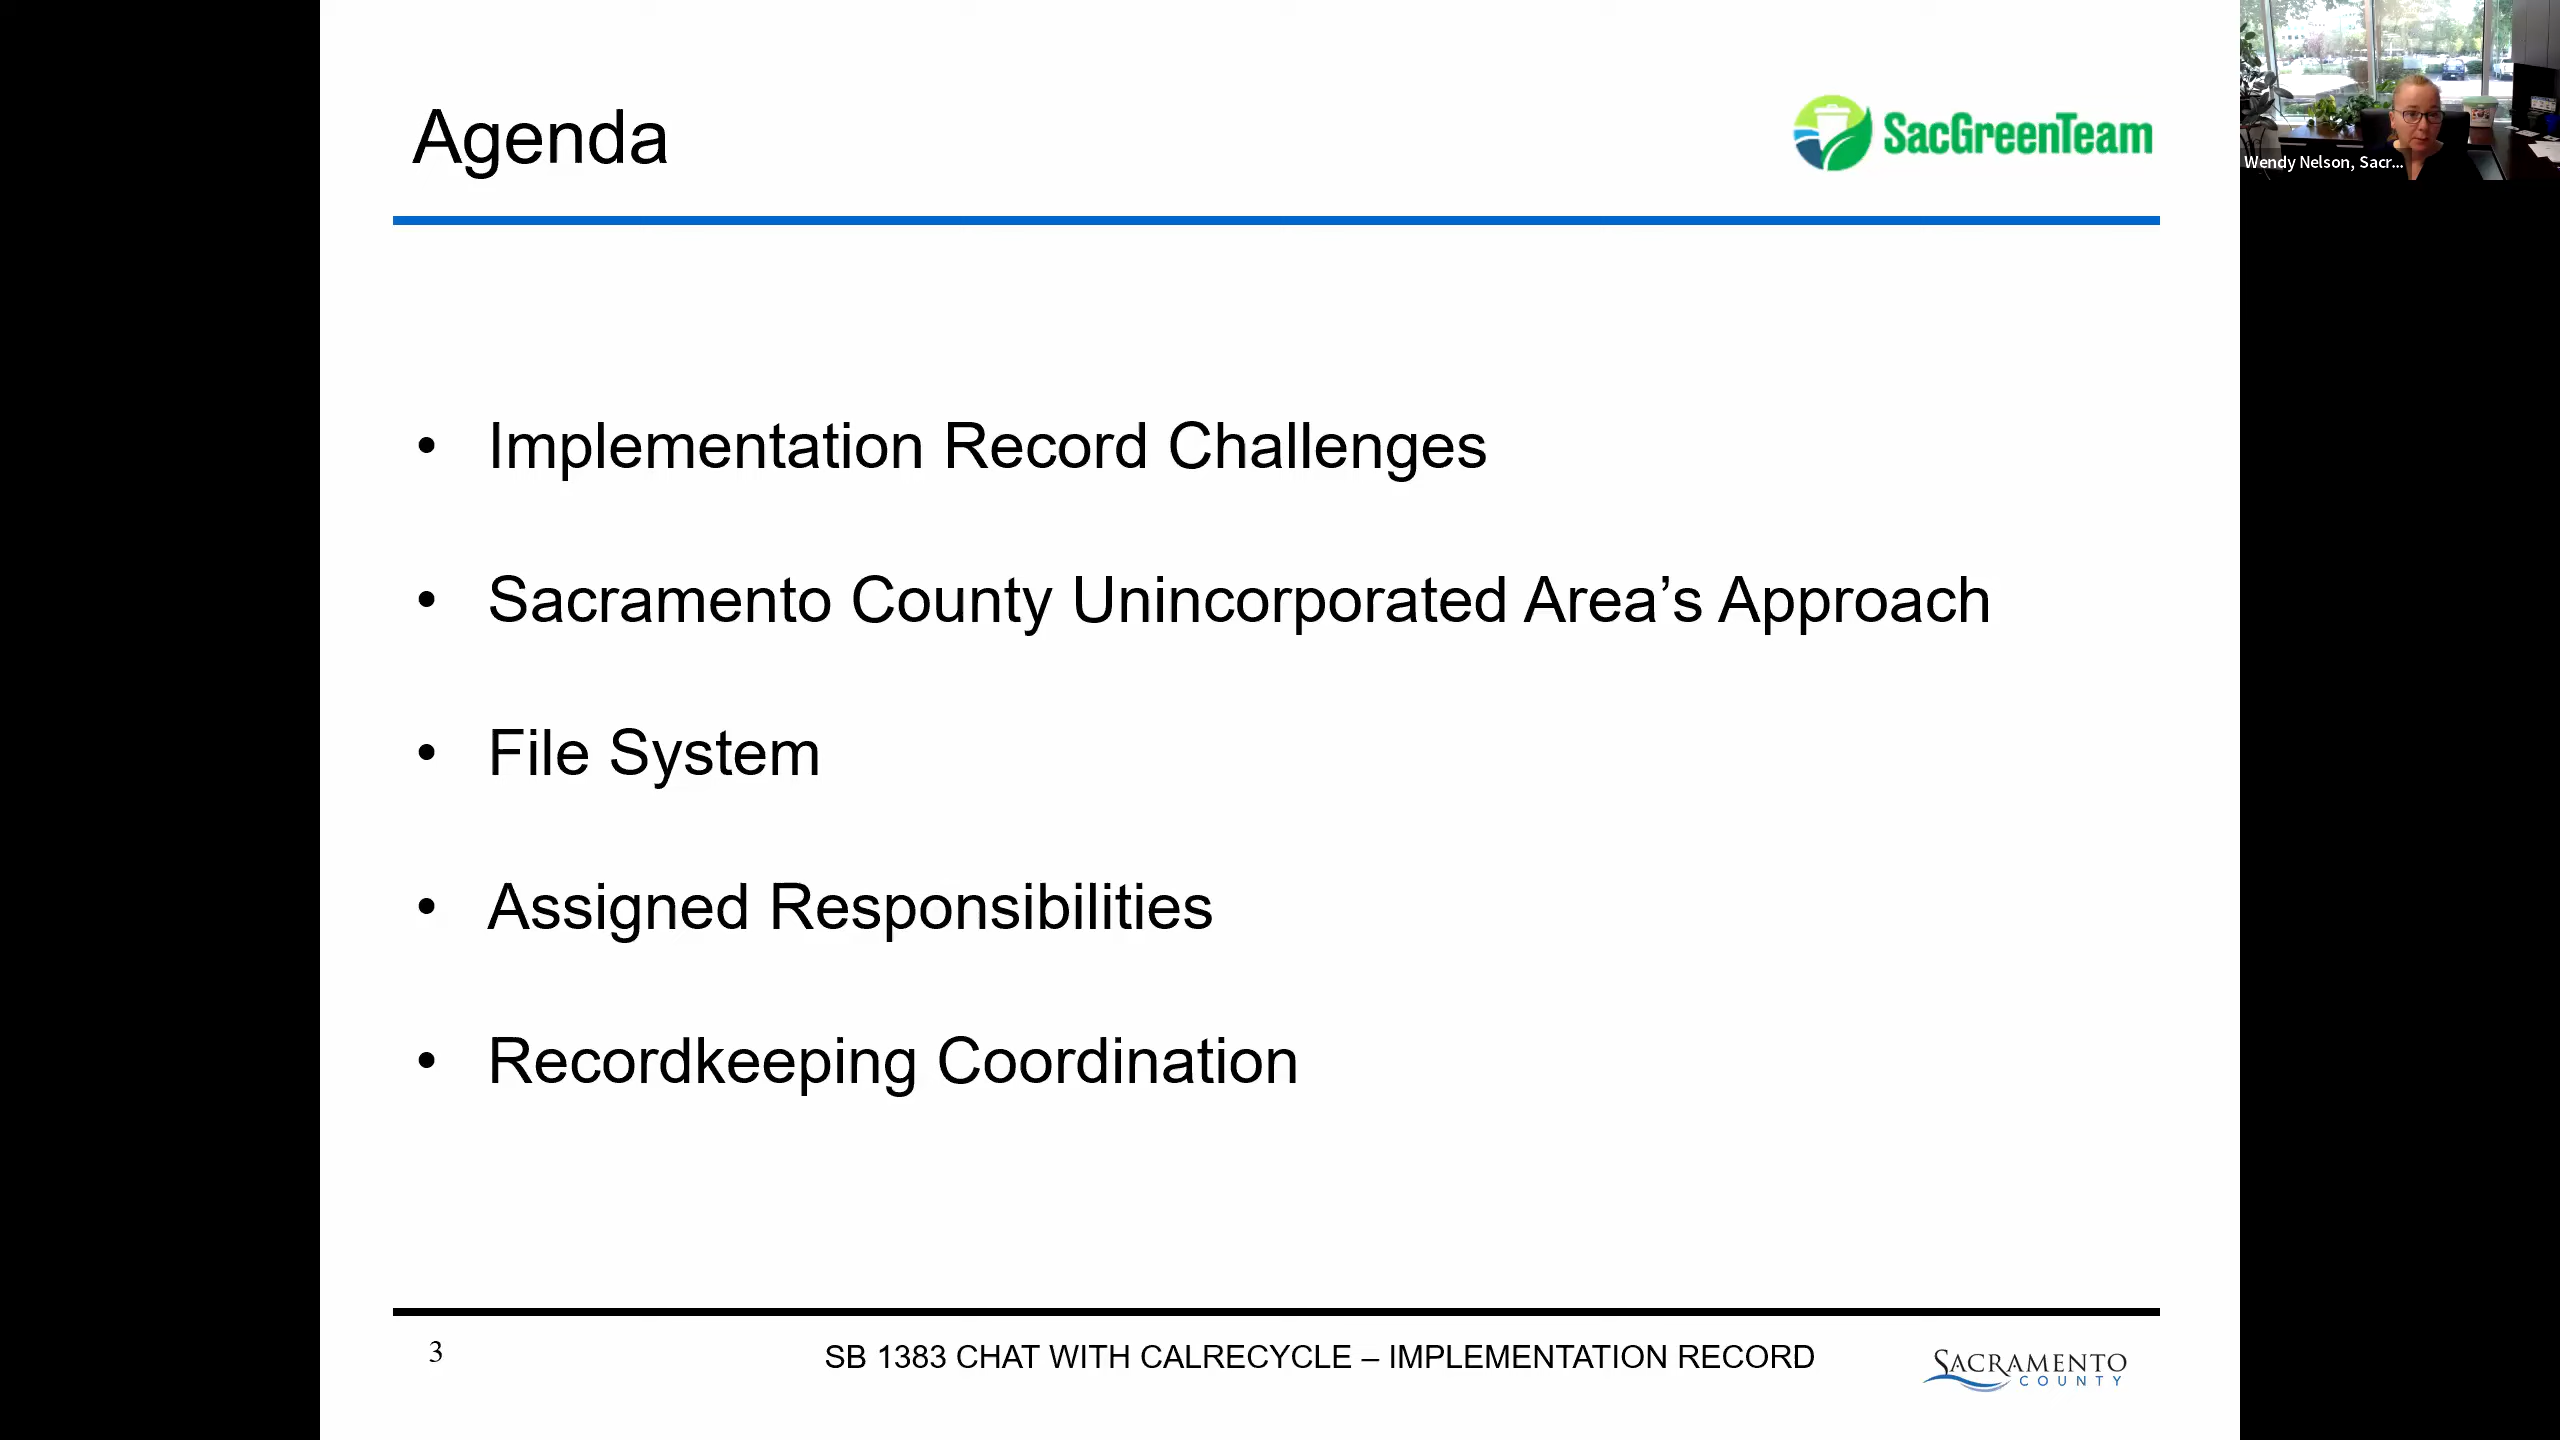 Agenda
SacGreenTeam
Wendy Nelson, Sacr...
• Implementation Record Challenges
• Sacramento County Unincorporated Area’s Approach
• File System
• Assigned Responsibilities
• Recordkeeping Coordination
3
SB 1383 CHAT WITH CALRECYCLE – IMPLEMENTATION RECORD
SACRAMENTO
COUNTY